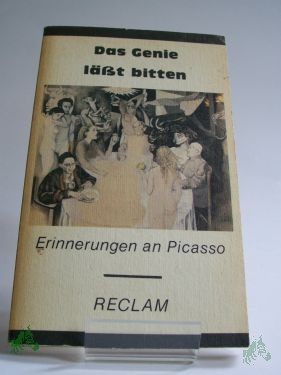 Das Genie
läßt bitten
Erinnerungen an Picasso
RECLAM